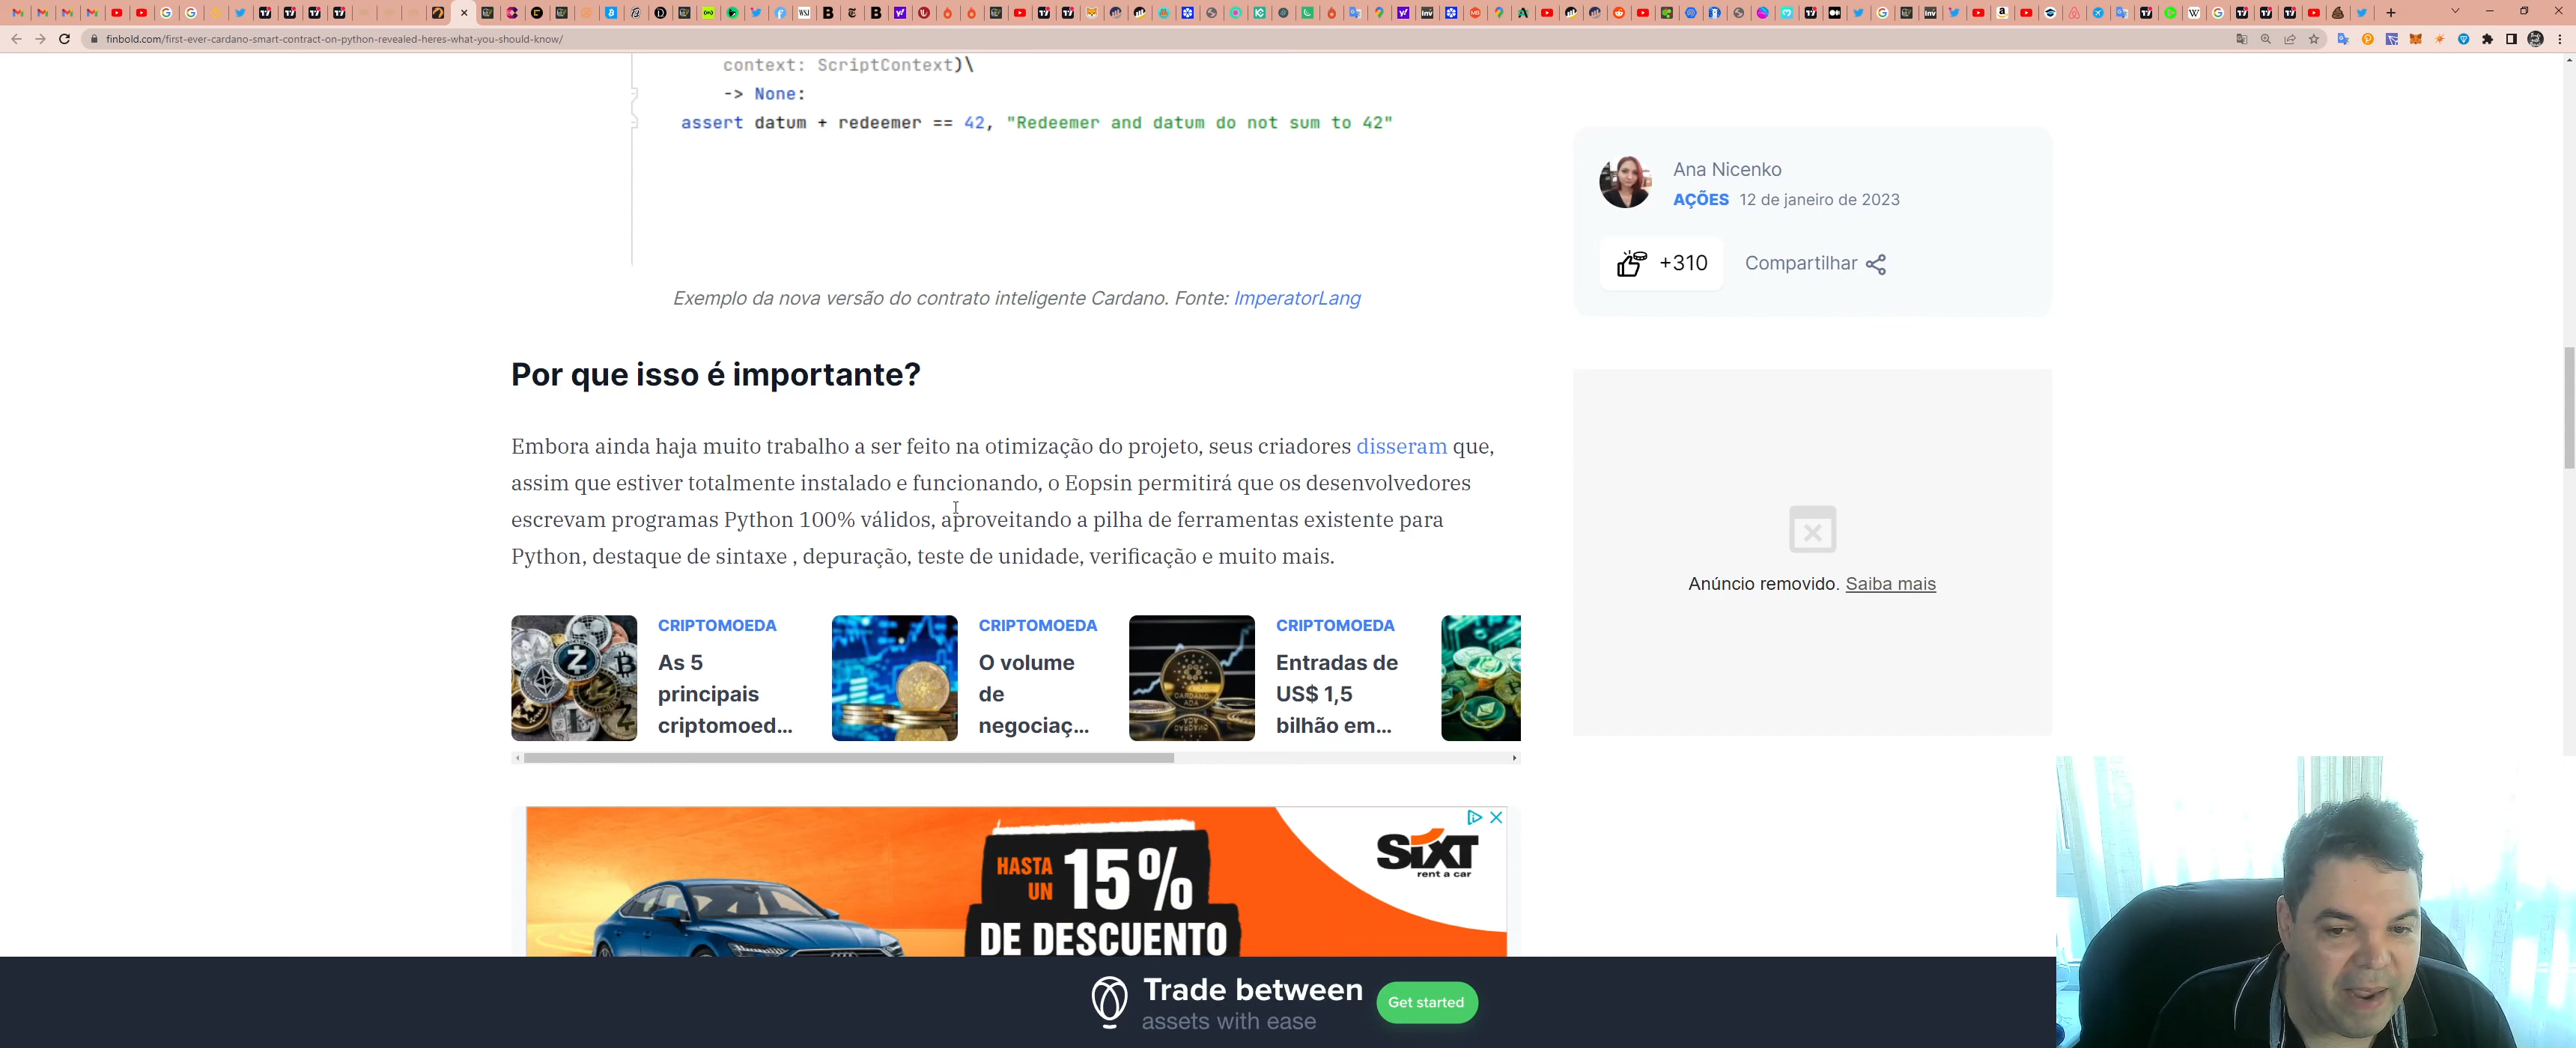 finbold.com/first-ever-cardano-smart-contract-on-python-revealed-heres-what-you-should-know/
context: ScriptContext)\
-> None:
assert datum + redeemer == 42, "Redeemer and datum do not sum to 42"
Exemplo da nova versão do contrato inteligente Cardano. Fonte: ImperatorLang
Por que isso é importante?
Embora ainda haja muito trabalho a ser feito na otimização do projeto, seus criadores disseram que,
assim que estiver totalmente instalado e funcionando, o Eopsin permitirá que os desenvolvedores
escrevam programas Python 100% válidos, aproveitando a pilha de ferramentas existente para
Python, destaque de sintaxe , depuração, teste de unidade, verificação e muito mais.
CRIPTOMOEDA
As 5
principais
criptomoed...
CRIPTOMOEDA
O volume
de
negociaç...
CRIPTOMOEDA
Entradas de
US$ 1,5
bilhão em...
HASTA
UN
15%
DE DESCUENTO
SIXT
rent a car
Ana Nicenko
AÇÕES 12 de janeiro de 2023
+310
Compartilhar
Anúncio removido. Saiba mais
Trade between
assets with ease
Get started